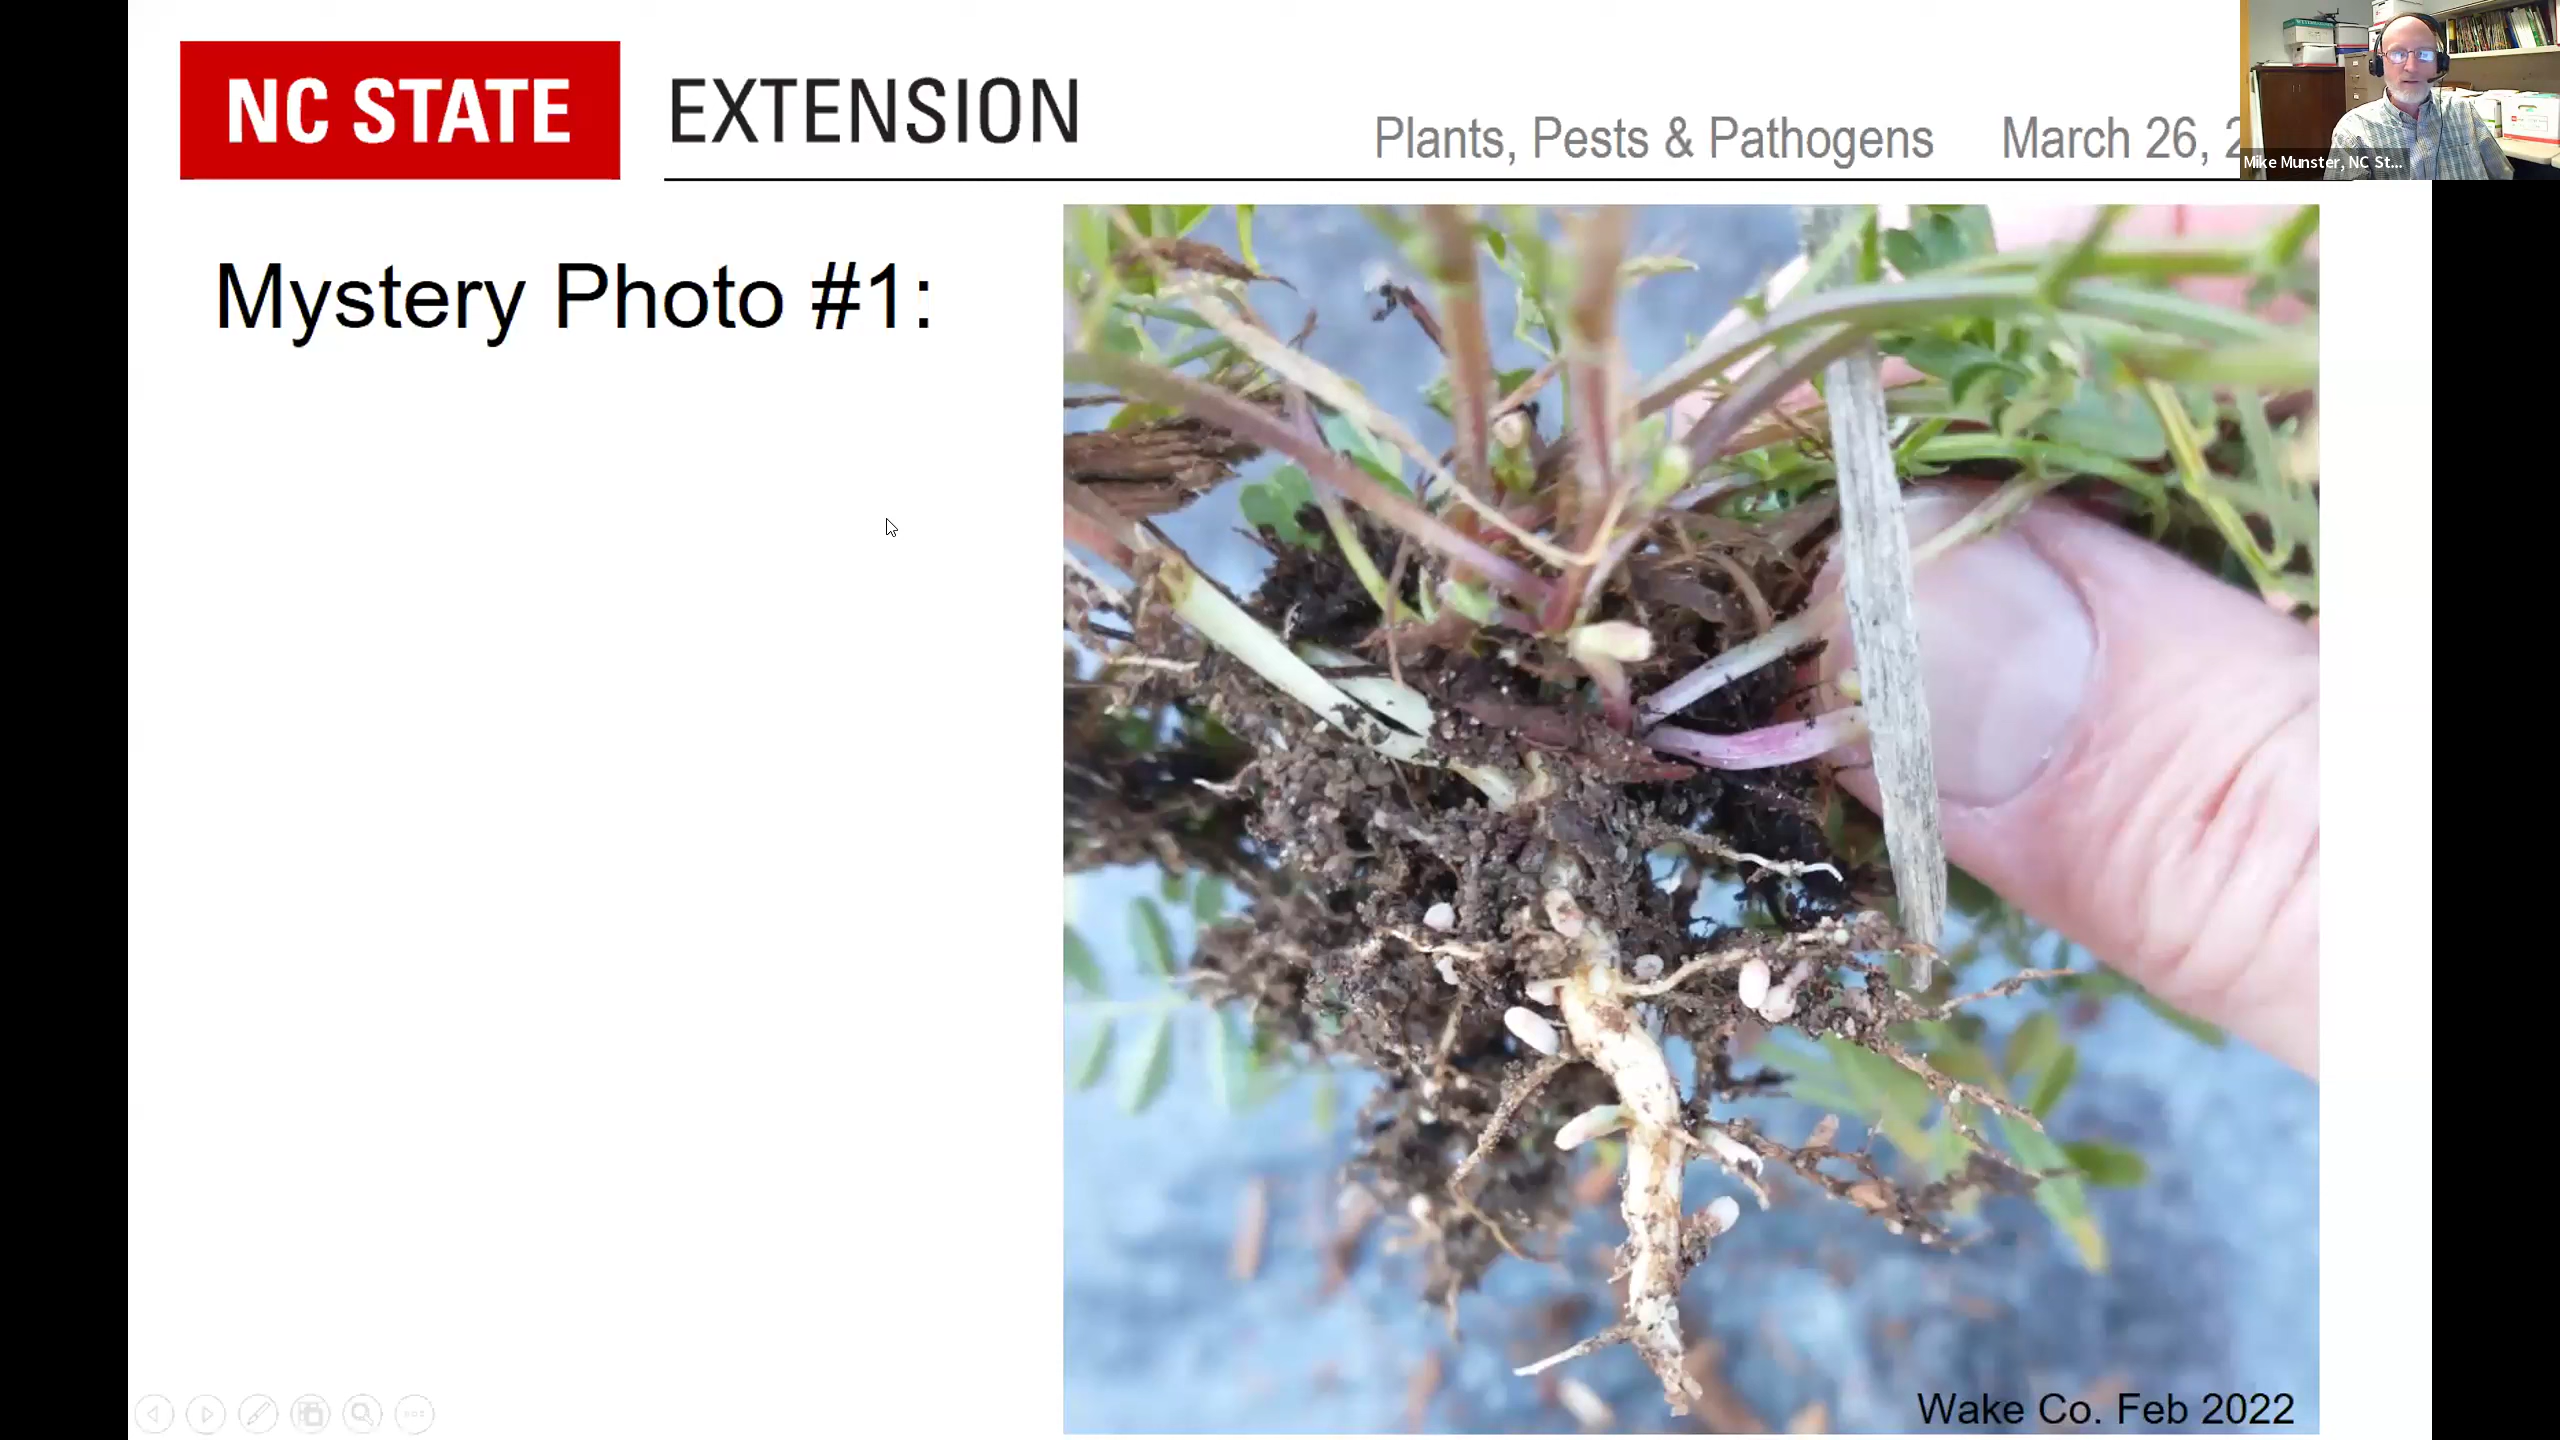 NC STATE EXTENSION
Plants, Pests & Pathogens March 26,
Mike Munster, NC St...
Mystery Photo #1:
Wake Co. Feb 2022